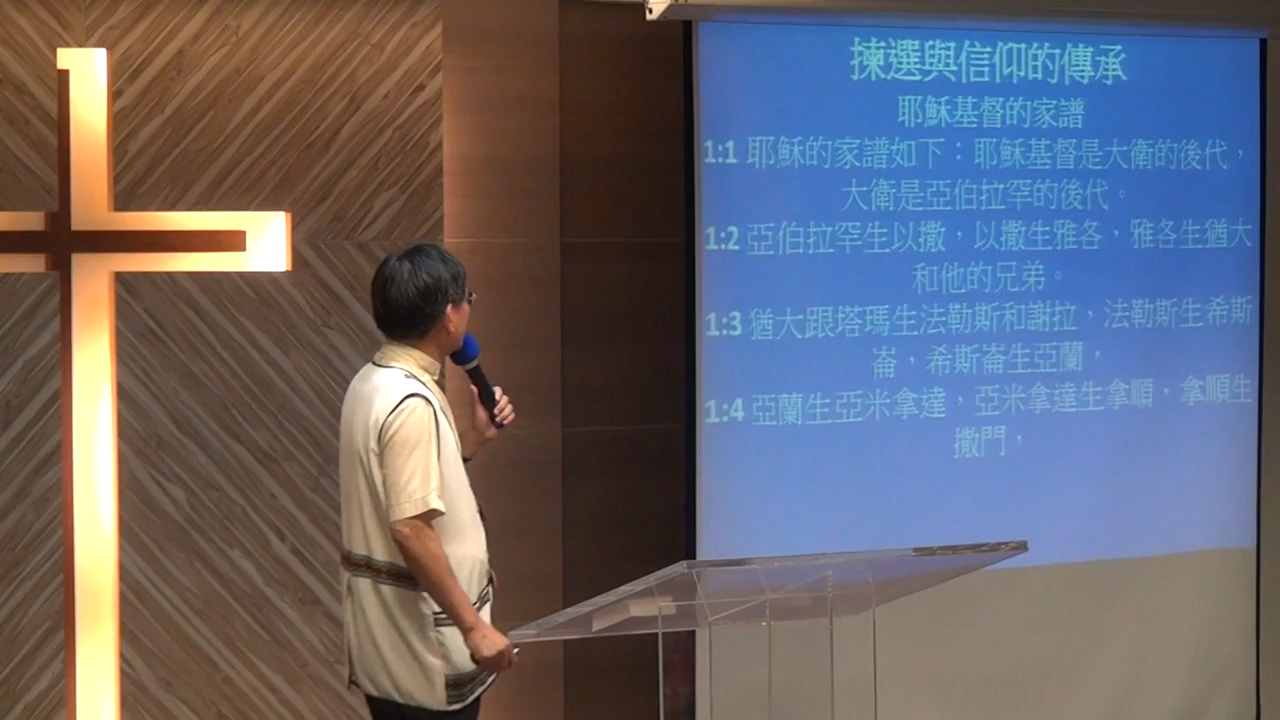 揀選與信仰的傳承
耶穌基督的家譜
1:1 耶穌的家譜如下：耶穌基督是大衛的後代，
大衛是亞伯拉罕的後代。
1:2 亞伯拉罕生以撒，以撒生雅各，雅各生猶大
和他的兄弟。
1:3 猶大跟塔瑪生法勒斯和謝拉，法勒斯生希斯
崙，希斯崙生亞蘭，
1:4 亞蘭生亞米拿達，亞米拿達生拿順，拿順生
撒門，